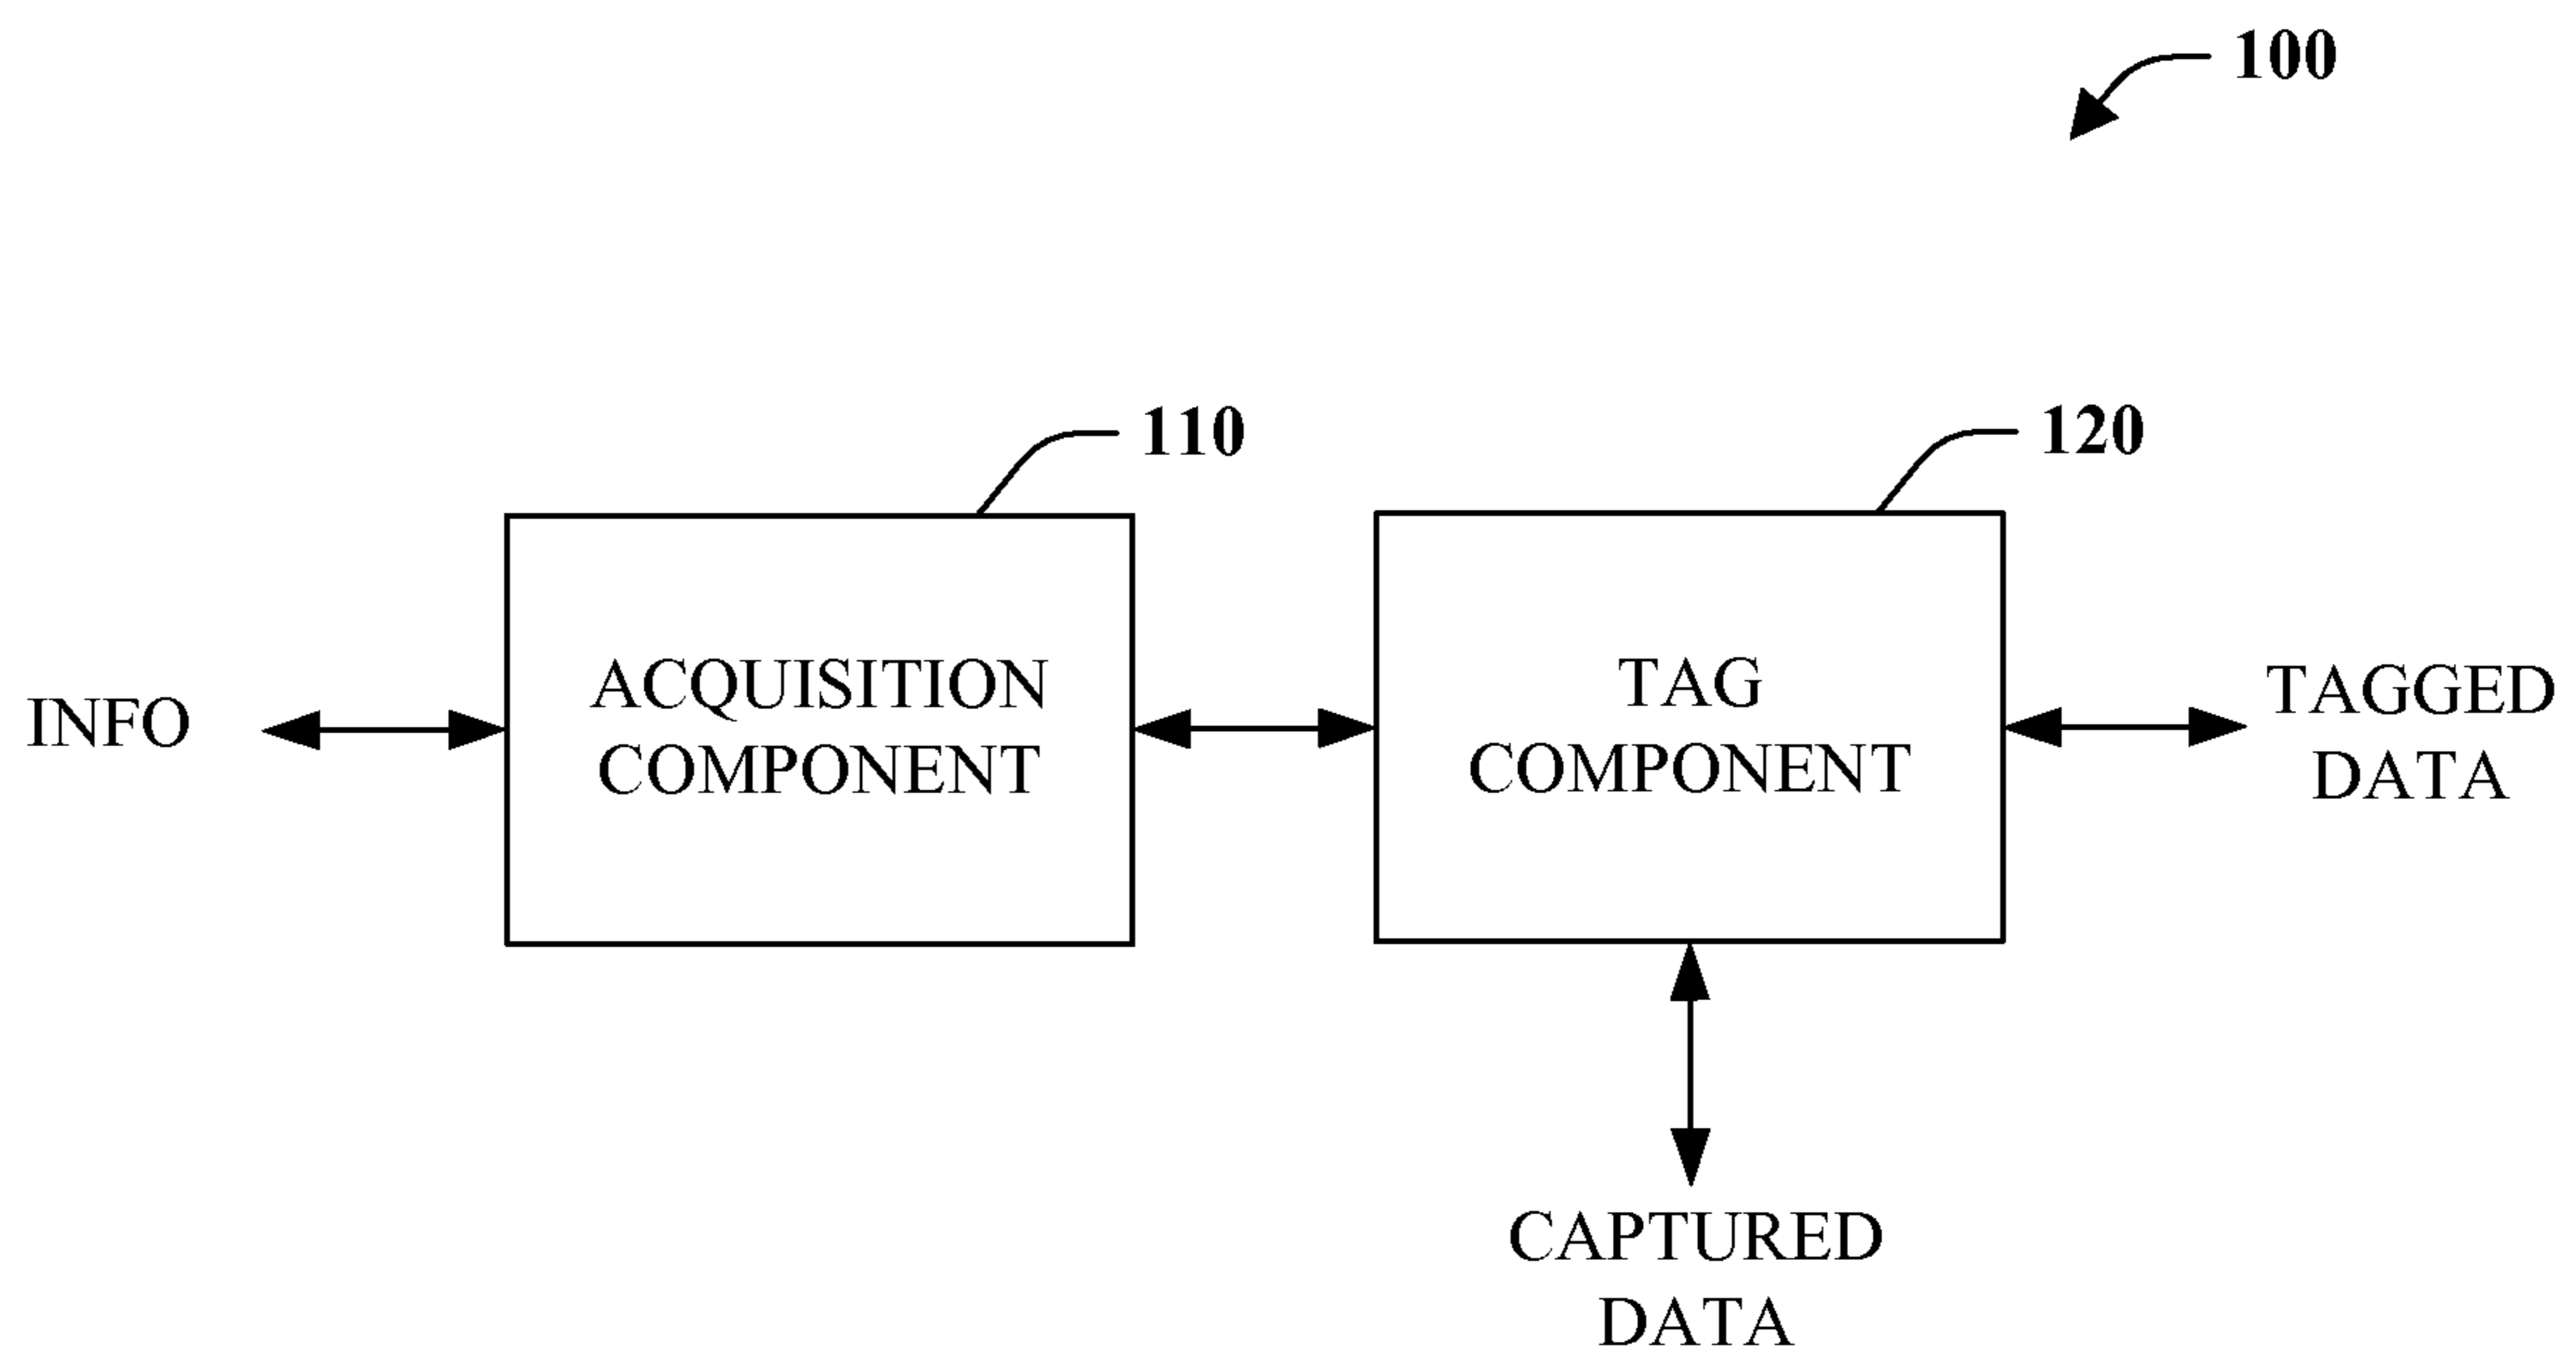 100
110
120
INFO
ACQUISITION
COMPONENT
TAG
COMPONENT
TAGGED
DATA
CAPTURED
DATA